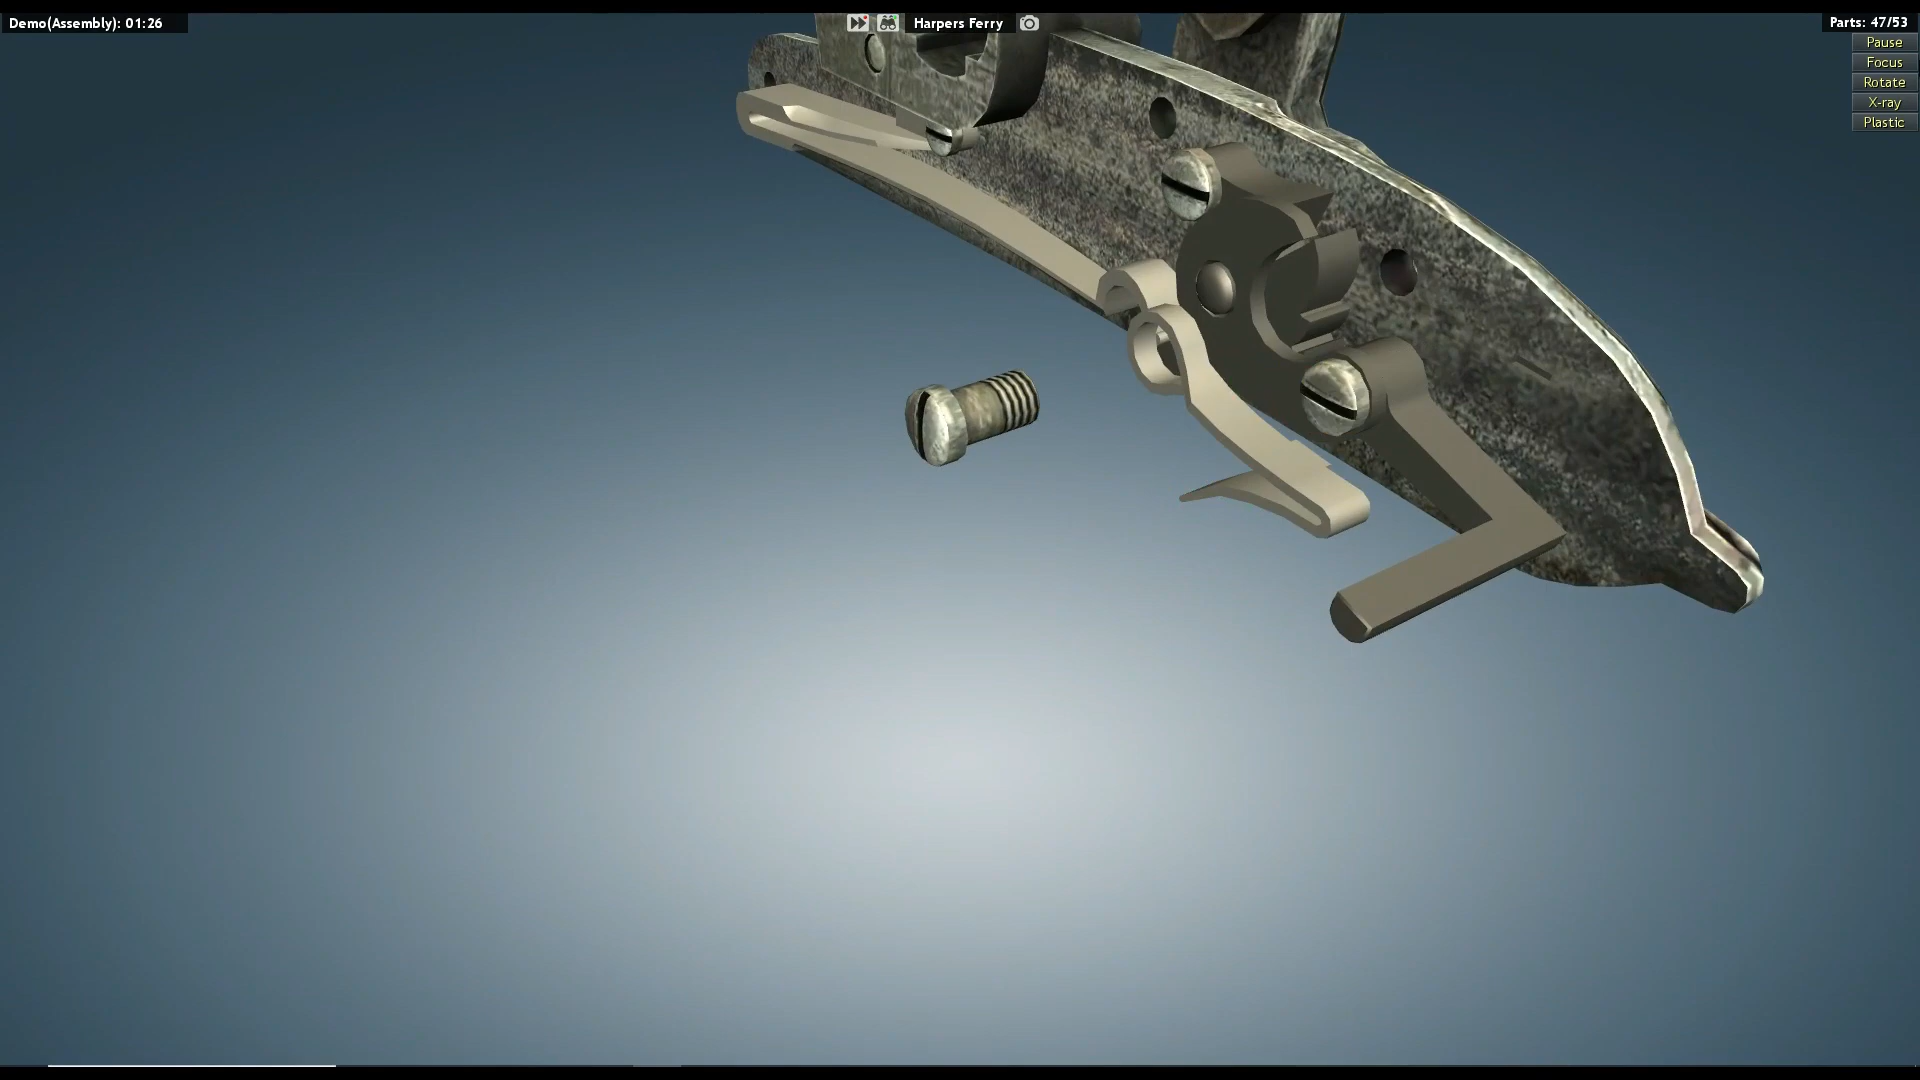 Demo(Assembly): 01:26
Harpers Ferry
Parts: 47/53
Pause
Focus
Rotate
X-ray
Plastic